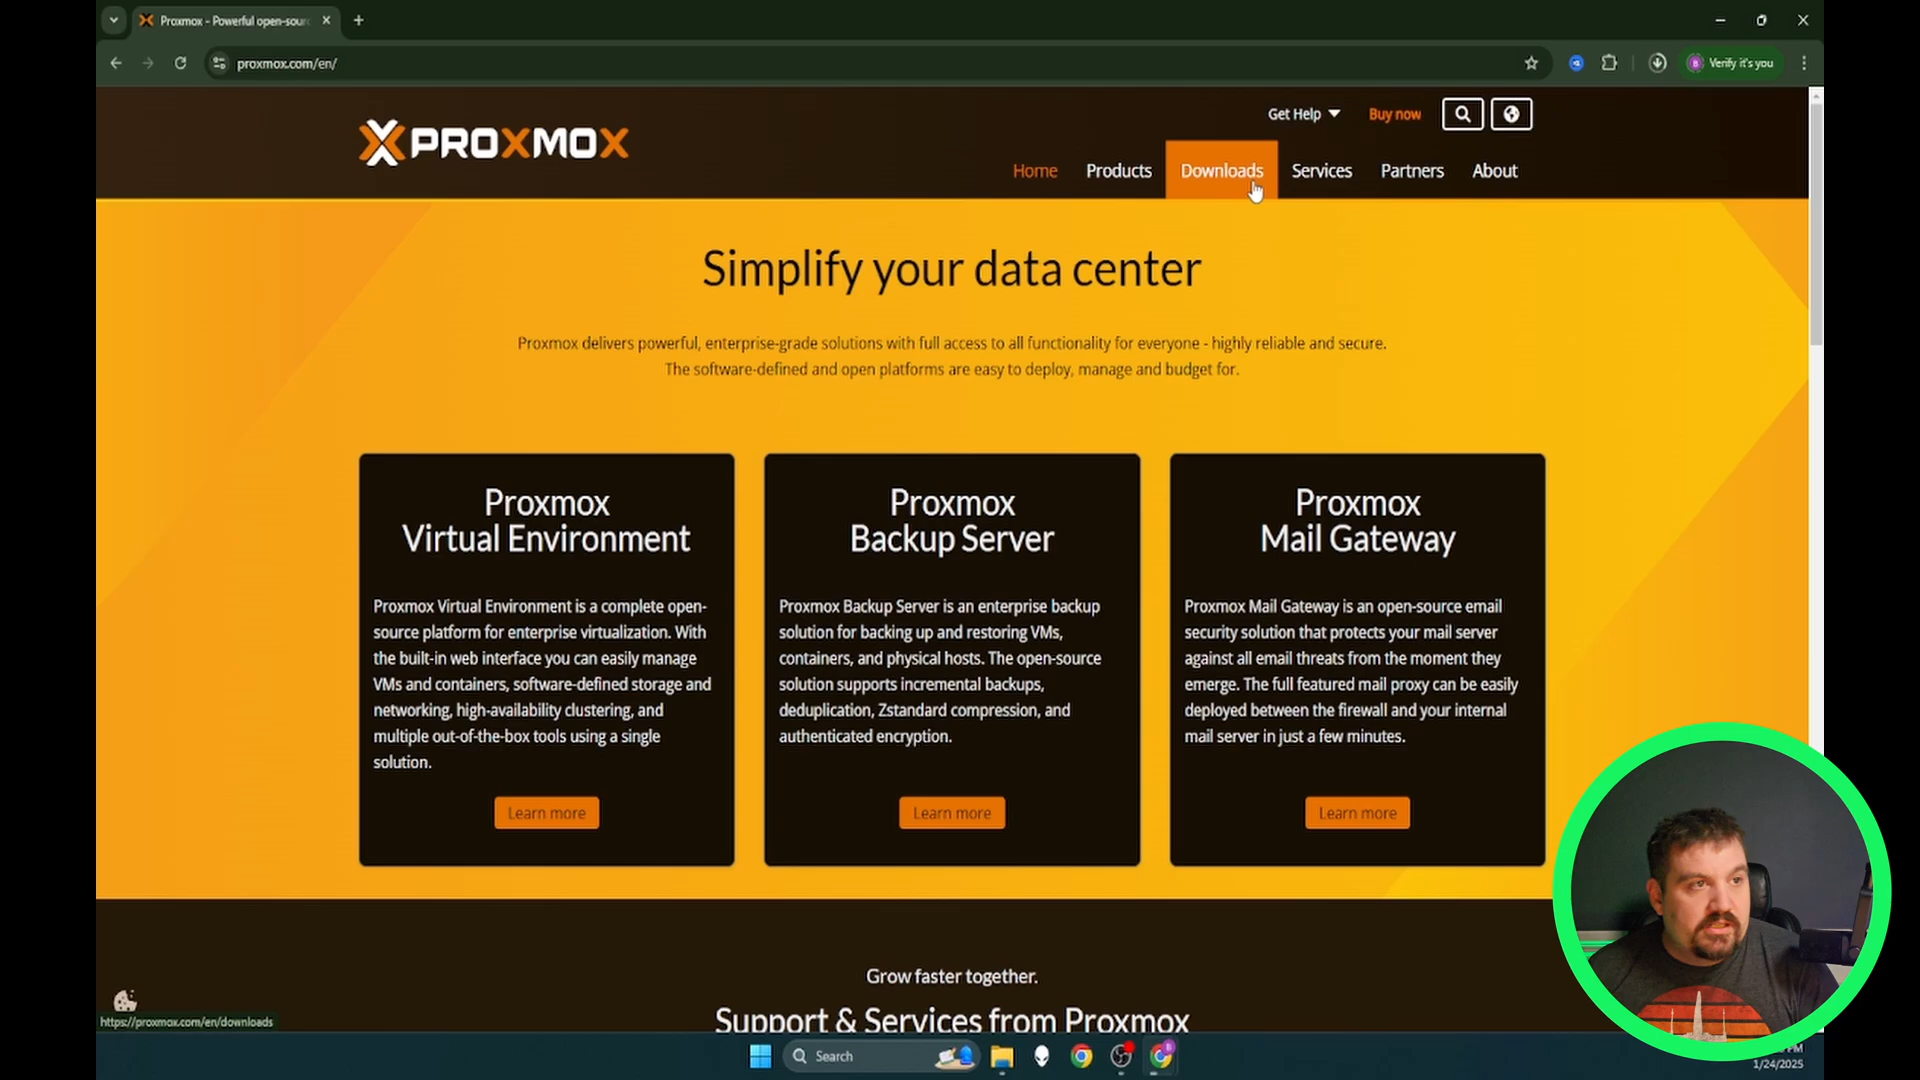 Proxmox - Powerful open-sour
proxmox.com/en/
Verify it's you
Get Help
Buy now
PROXMOX
Home
Products
Downloads
Services
Partners
About
Simplify your data center
Proxmox delivers powerful, enterprise-grade solutions with full access to all functionality for everyone - highly reliable and secure.
The software-defined and open platforms are easy to deploy, manage and budget for.
Proxmox
Virtual Environment
Proxmox Virtual Environment is a complete open-
source platform for enterprise virtualization. With
the built-in web interface you can easily manage
VMs and containers, software-defined storage and
networking, high-availability clustering, and
multiple out-of-the-box tools using a single
solution.
Learn more
Proxmox
Backup Server
Proxmox Backup Server is an enterprise backup
solution for backing up and restoring VMs,
containers, and physical hosts. The open-source
solution supports incremental backups,
deduplication, Zstandard compression, and
authenticated encryption.
Learn more
Proxmox
Mail Gateway
Proxmox Mail Gateway is an open-source email
security solution that protects your mail server
against all email threats from the moment they
emerge. The full featured mail proxy can be easily
deployed between the firewall and your internal
mail server in just a few minutes.
Learn more
Grow faster together.
Support & Services from Proxmox
https://proxmox.com/en/downloads
Search
PM
1/24/2025